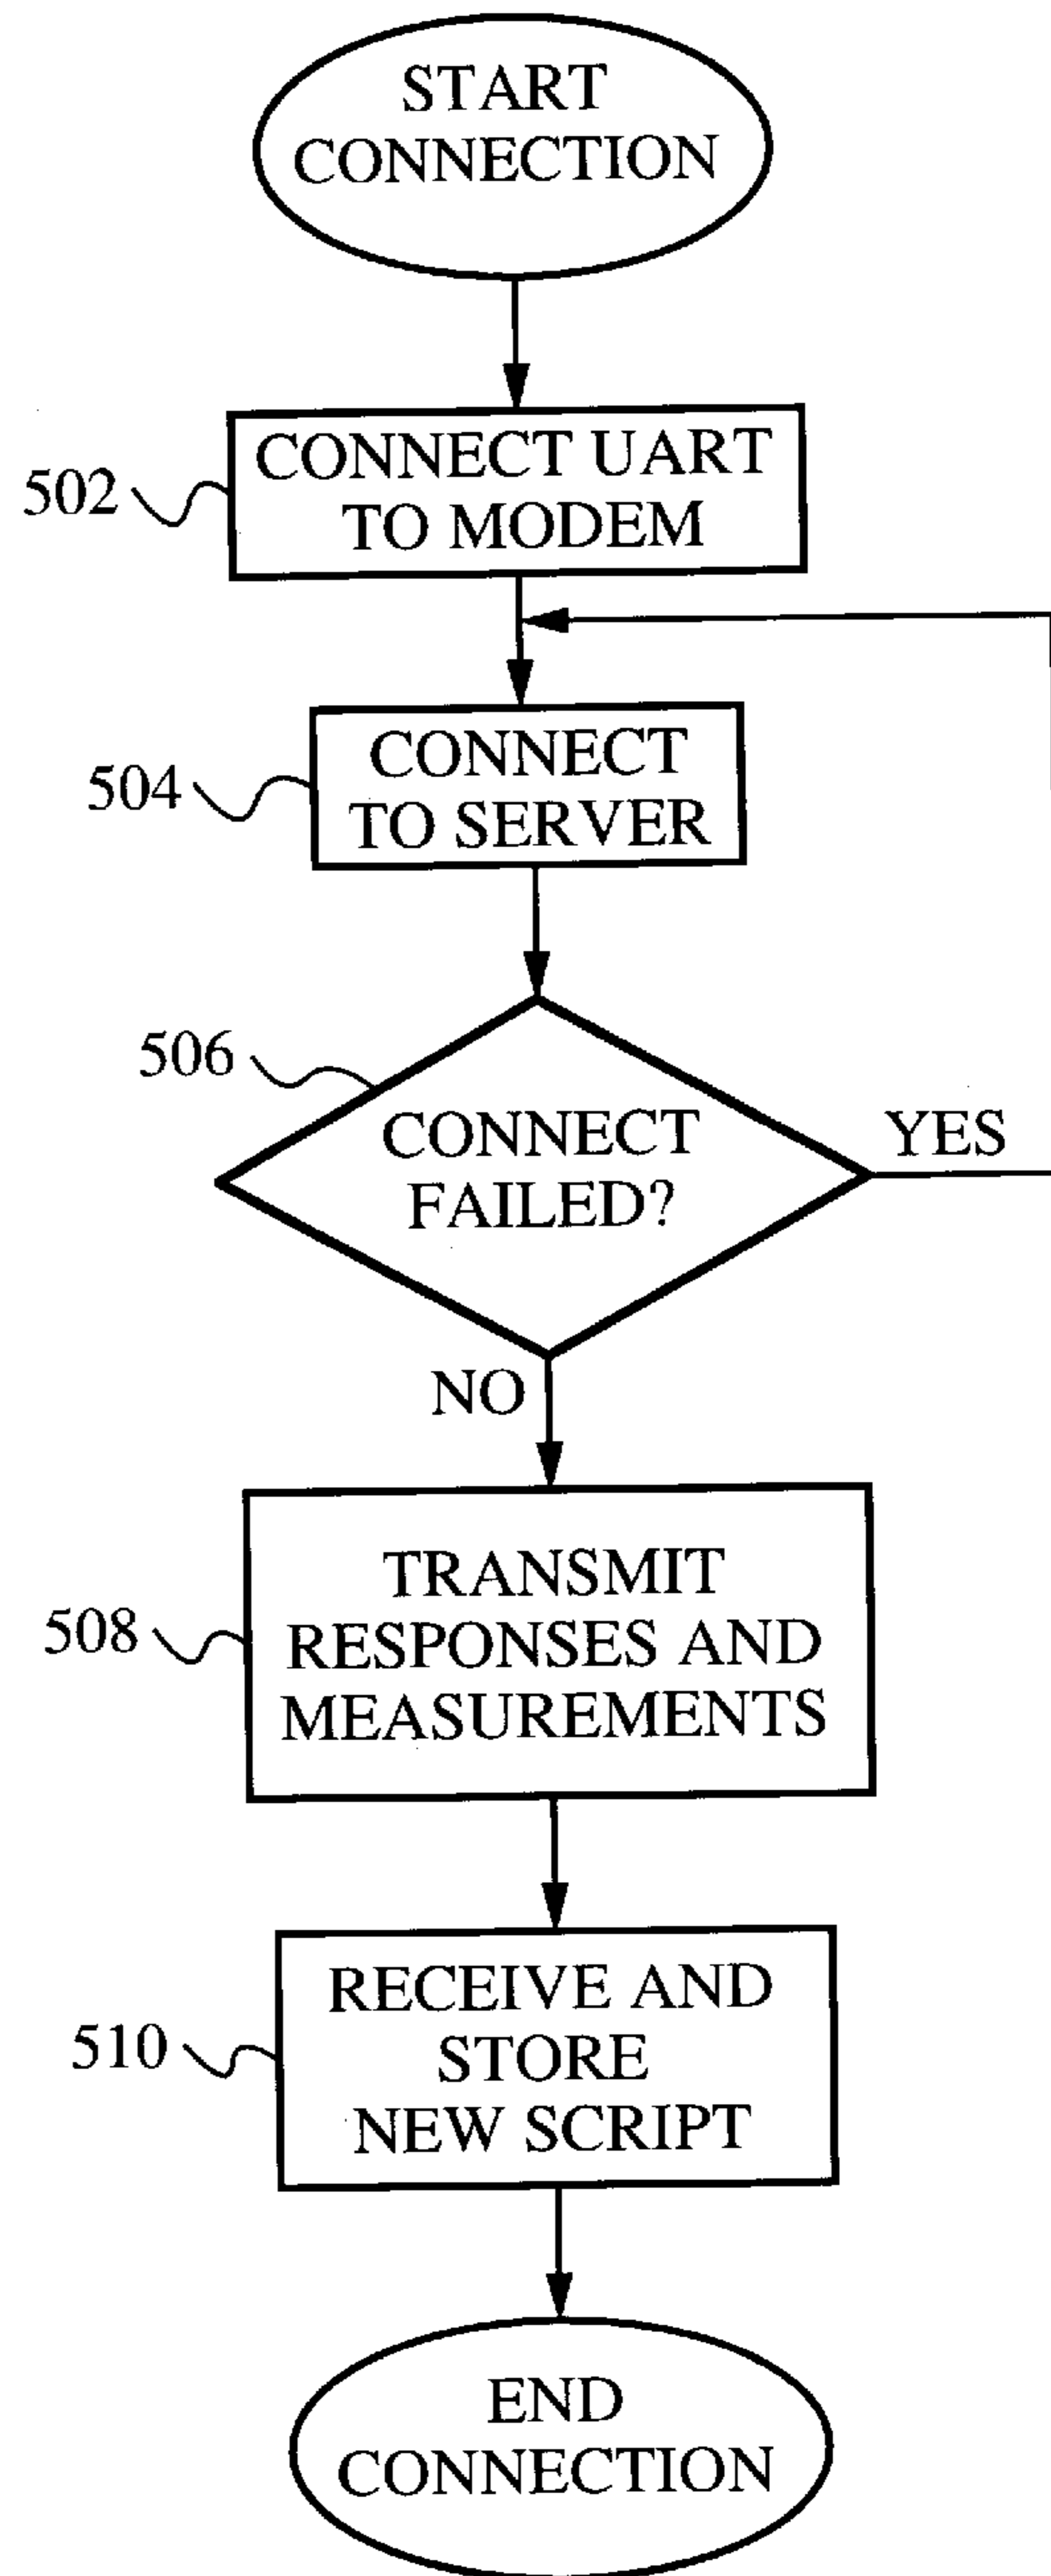 START
CONNECTION
502
CONNECT UART
TO MODEM
504
CONNECT
TO SERVER
506
CONNECT
FAILED?
YES
NO
508
TRANSMIT
RESPONSES AND
MEASUREMENTS
510
RECEIVE AND
STORE
NEW SCRIPT
END
CONNECTION